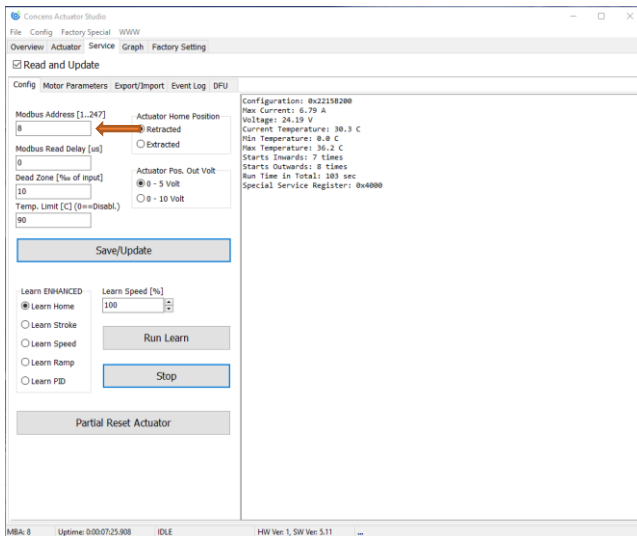 Concens Actuator Studio
File Config Factory Special WWW
Overview Actuator Service Graph Factory Setting
Read and Update
Config Motor Parameters Export/Import Event Log DFU
Modbus Address [1..247]
8
Modbus Read Delay [us]
0
Dead Zone [‰ of input]
10
Temp. Limit [C] (0==Disabl.)
90
Actuator Home Position
Retracted
Extracted
Actuator Pos. Out Volt
0 - 5 Volt
0 - 10 Volt
Save/Update
Learn ENHANCED
Learn Home
Learn Stroke
Learn Speed
Learn Ramp
Learn PID
Learn Speed [%]
100
Run Learn
Stop
Partial Reset Actuator
Configuration: 0x22158200
Max Current: 6.79 A
Voltage: 24.19 V
Current Temperature: 30.3 C
Min Temperature: 0.0 C
Max Temperature: 36.2 C
Starts Inwards: 7 times
Starts Outwards: 8 times
Run Time in Total: 103 sec
Special Service Register: 0x4000
MBA: 8 Uptime: 0:00:07:25.908 IDLE HW Ver: 1, SW Ver: 5.11 ...